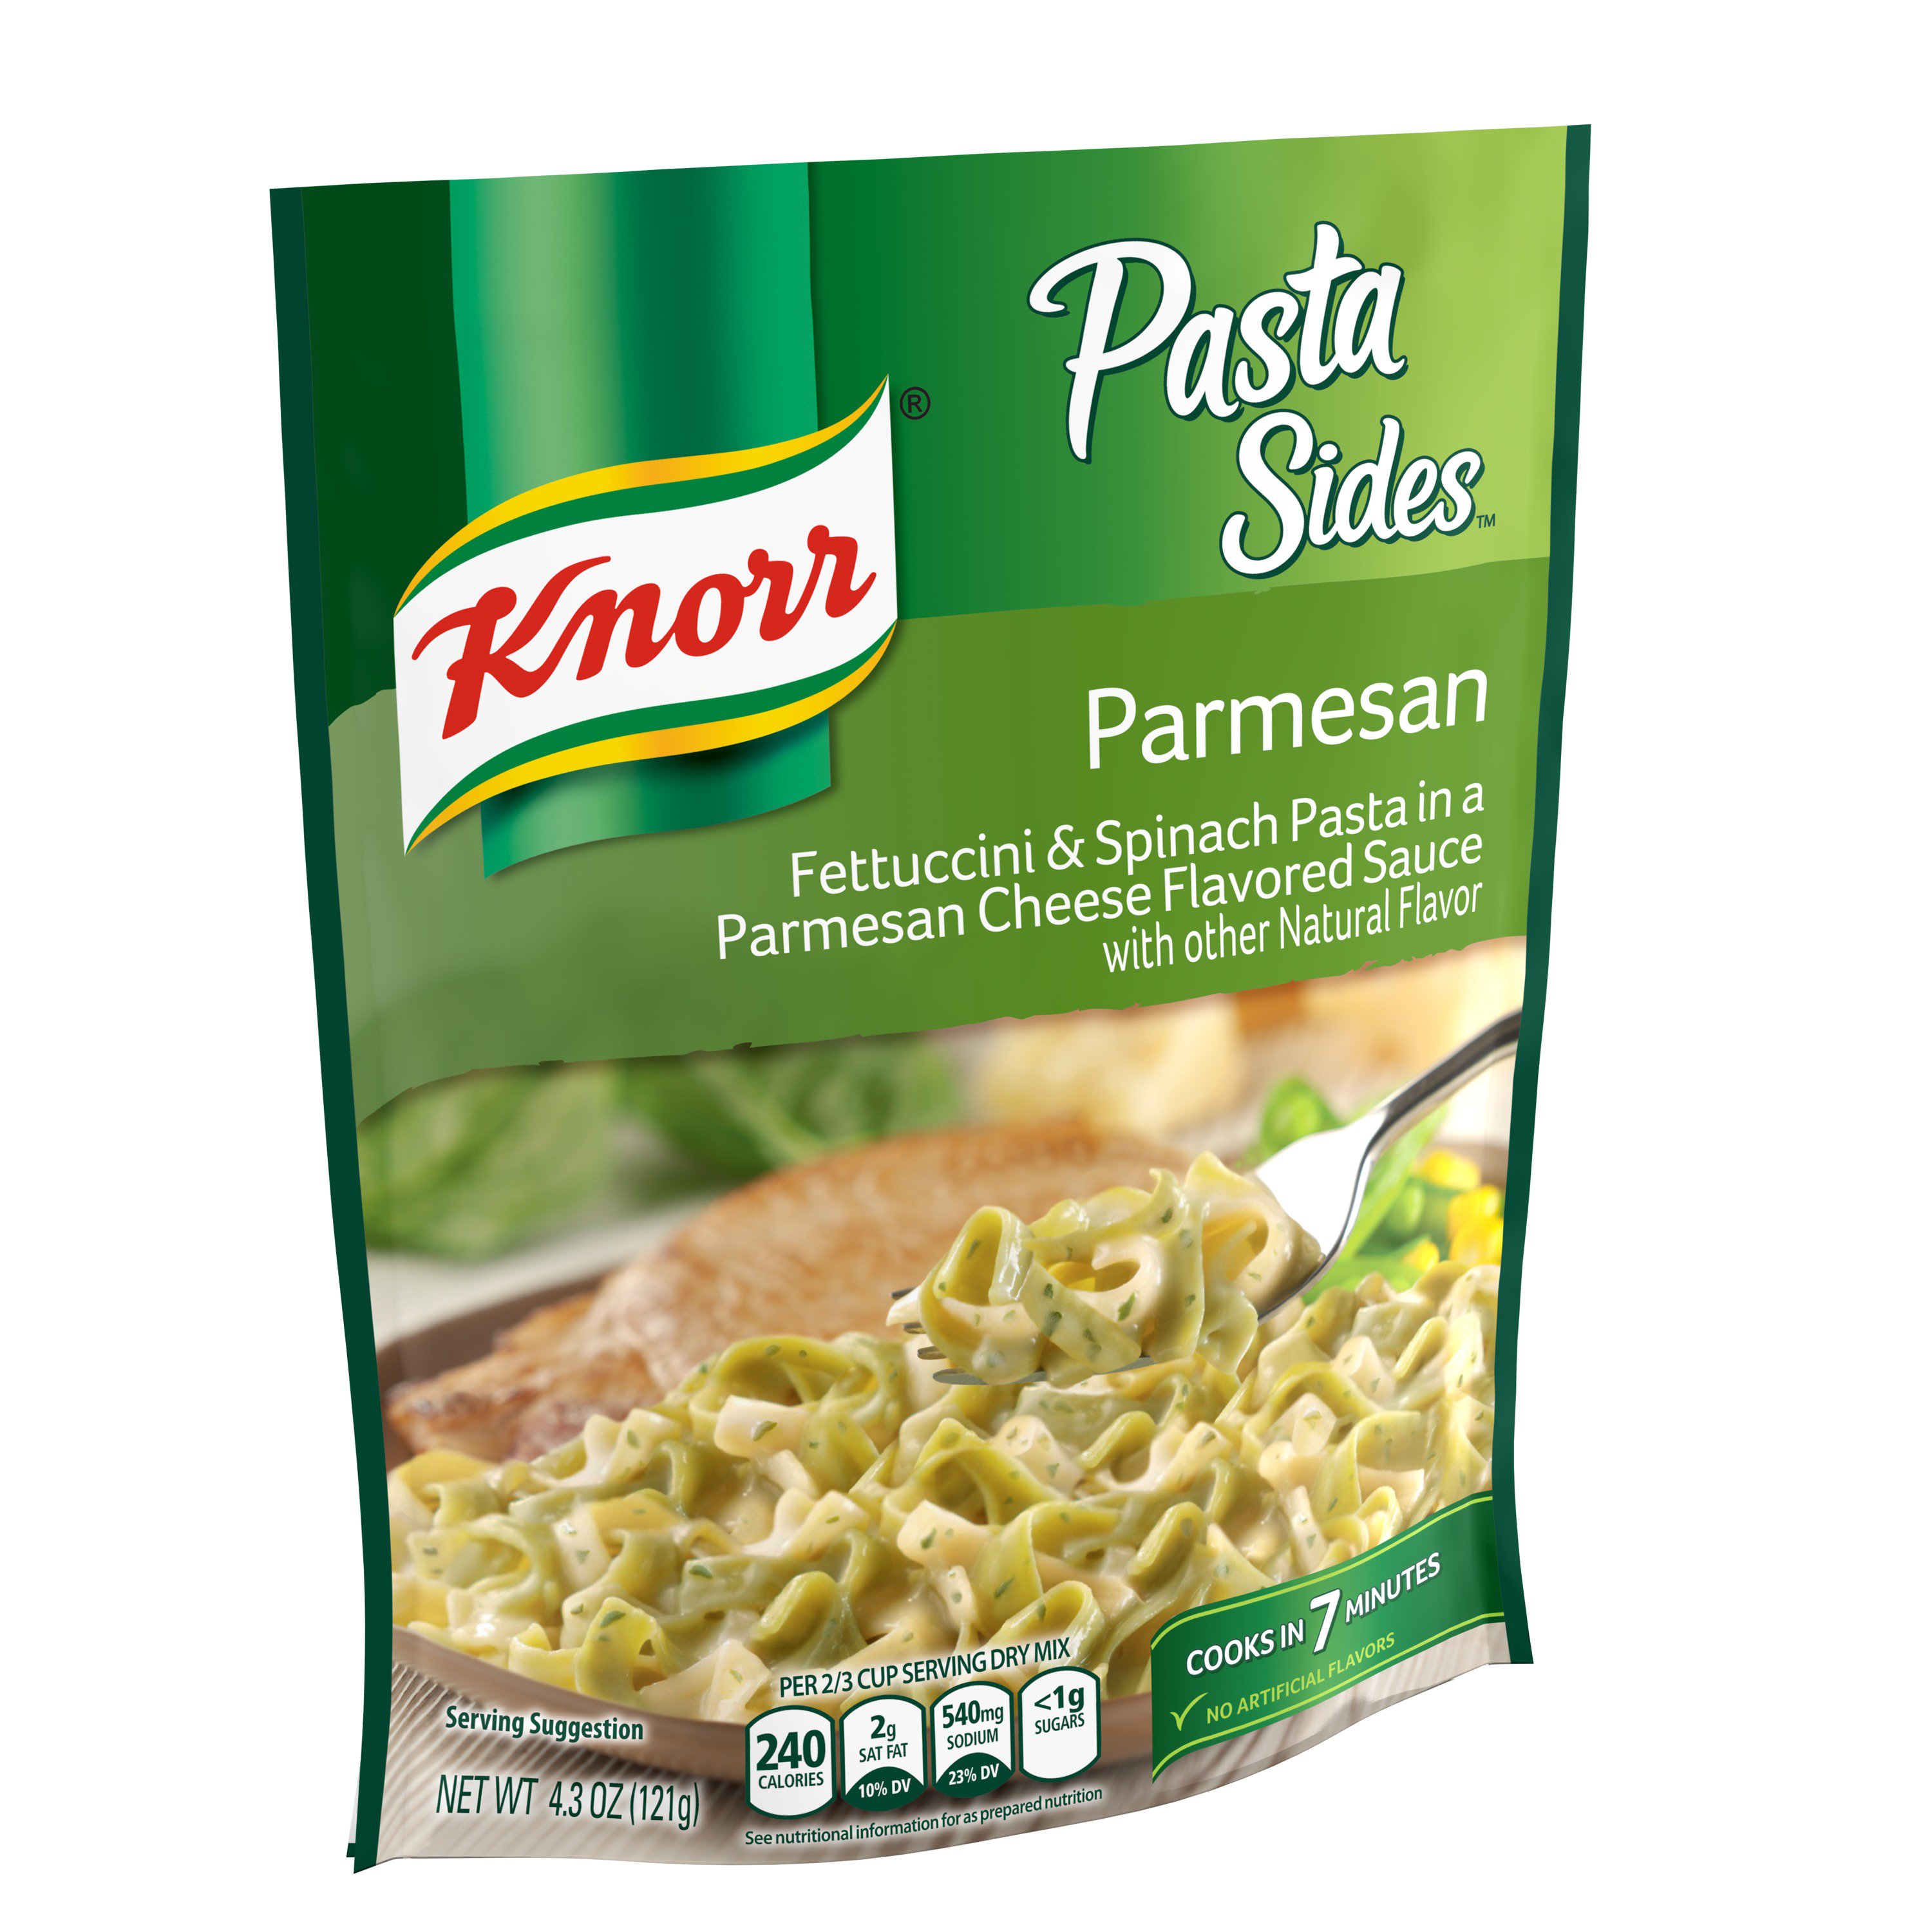 Pasta
Sides™
Knorr®
Parmesan
Fettuccini & Spinach Pasta in a
Parmesan Cheese Flavored Sauce
with other Natural Flavor
COOKS IN 7 MINUTES
NO ARTIFICIAL FLAVORS
PER 2/3 CUP SERVING DRY MIX
240
CALORIES
2g
SAT FAT
10% DV
540mg
SODIUM
23% DV
<1g
SUGARS
See nutritional information for as prepared nutrition
Serving Suggestion
NET WT 4.3 OZ (121g)